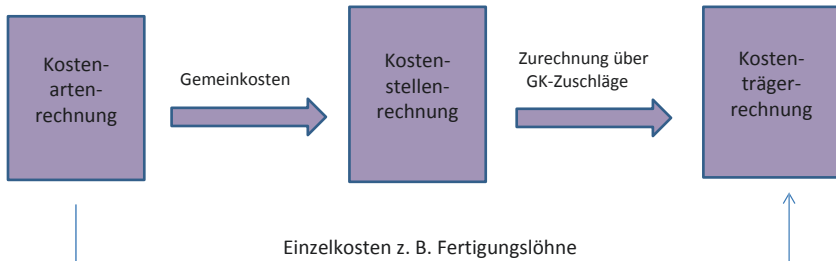 Kosten-
arten-
rechnung
Gemeinkosten
Kosten-
stellen-
rechnung
Zurechnung über
GK-Zuschläge
Kosten-
träger-
rechnung
Einzelkosten z. B. Fertigungslöhne